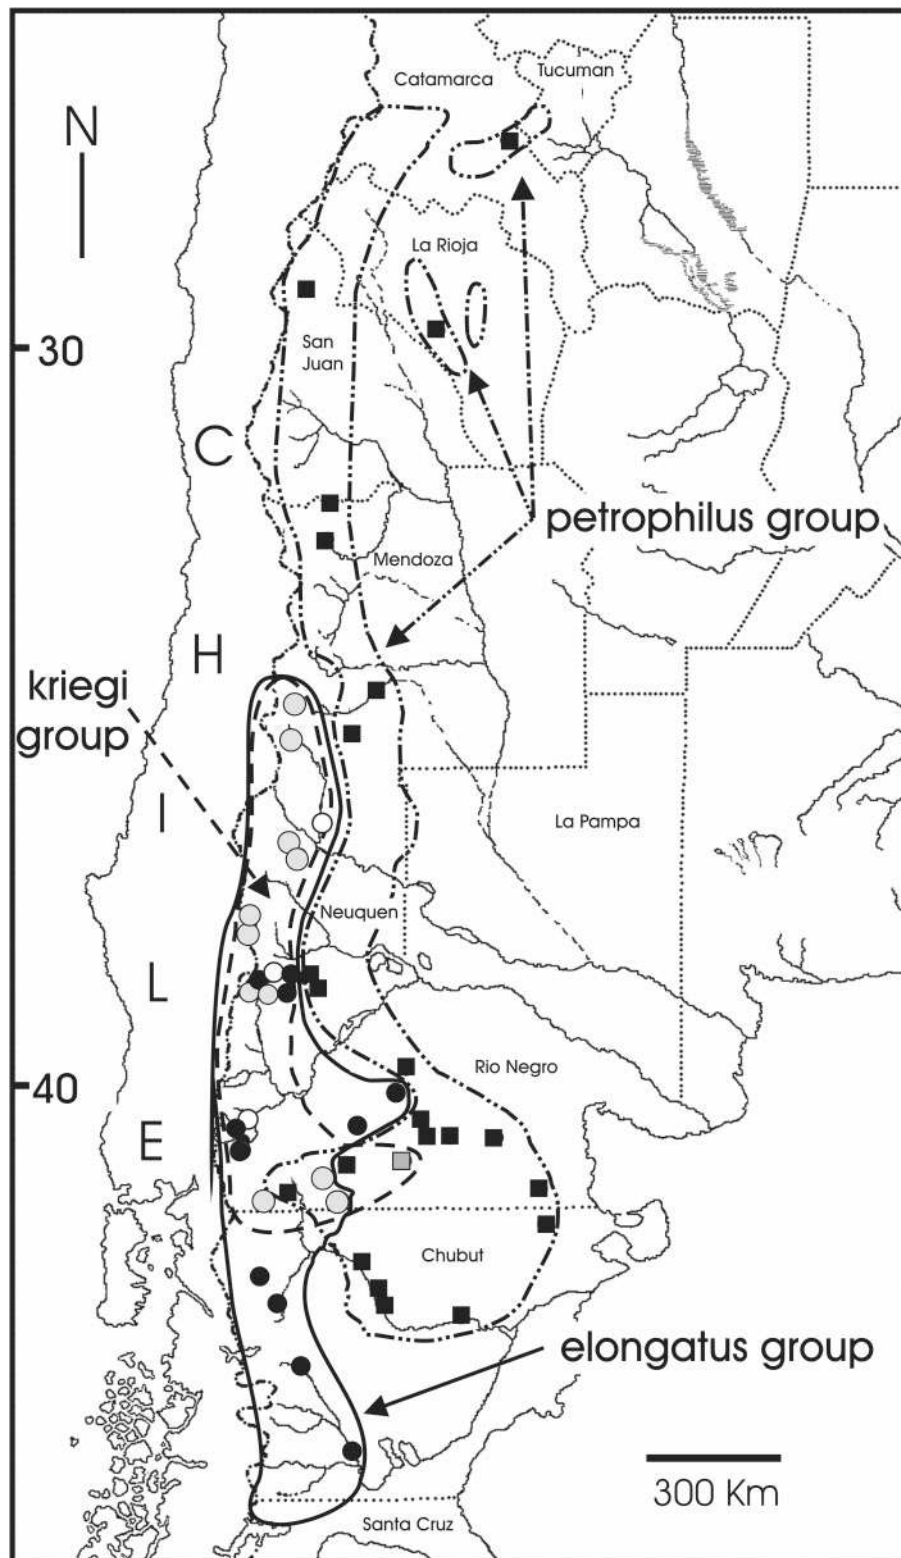 Catamarca
Tucuman
N
La Rioja
30
San
Juan
C
petrophilus group
Mendoza
H
kriegi
group
I
La Pampa
Neuquen
L
Rio Negro
40
E
Chubut
elongatus group
300 Km
Santa Cruz